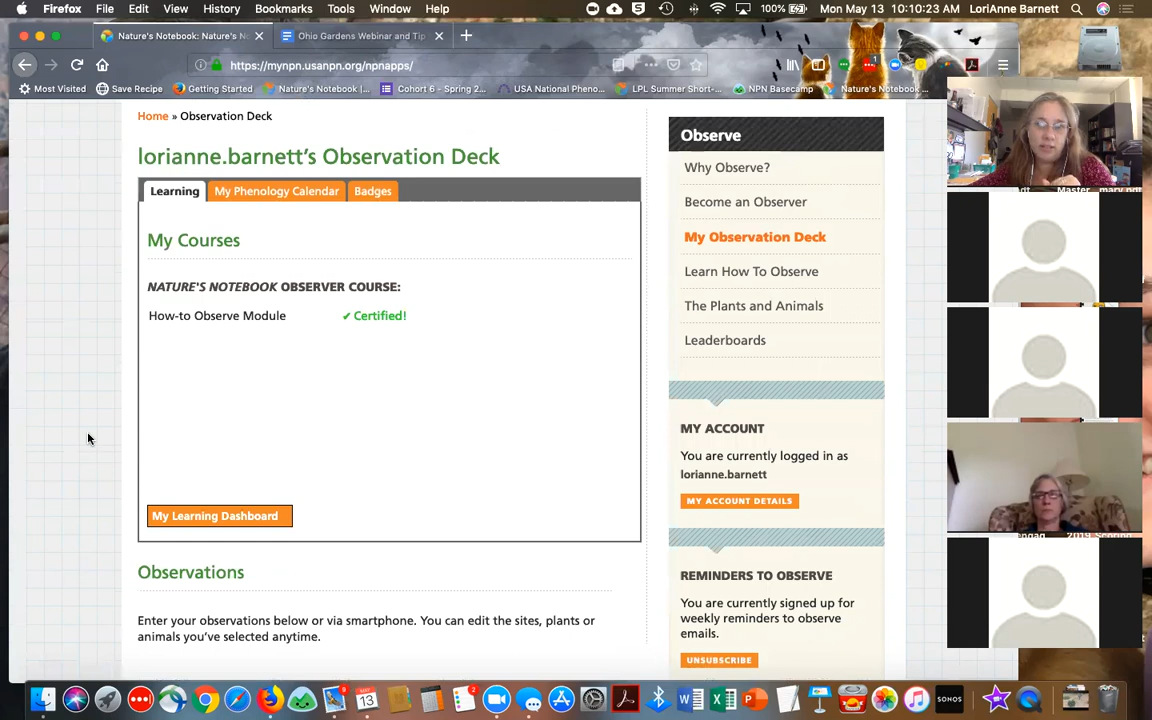 Firefox File Edit View History Bookmarks Tools Window Help 100% Mon May 13 10:10:23 AM LoriAnne Barnett
Nature's Notebook: Nature's No Ohio Gardens Webinar and Tip
https://mynpn.usanpn.org/npnapps/
Most Visited Save Recipe Getting Started Nature's Notebook |... Cohort 6 - Spring 2... USA National Pheno... LPL Summer Short-... NPN Basecamp Nature's Notebook ...
Home » Observation Deck
lorianne.barnett's Observation Deck
Learning My Phenology Calendar Badges
My Courses
NATURE'S NOTEBOOK OBSERVER COURSE:
How-to Observe Module ✔ Certified!
My Learning Dashboard
Observations
Enter your observations below or via smartphone. You can edit the sites, plants or
animals you've selected anytime.
Observe
Why Observe?
Become an Observer
My Observation Deck
Learn How To Observe
The Plants and Animals
Leaderboards
MY ACCOUNT
You are currently logged in as
lorianne.barnett
MY ACCOUNT DETAILS
REMINDERS TO OBSERVE
You are currently signed up for
weekly reminders to observe
emails.
UNSUBSCRIBE
Master
2019 Scoring
MAY
13
SONOS